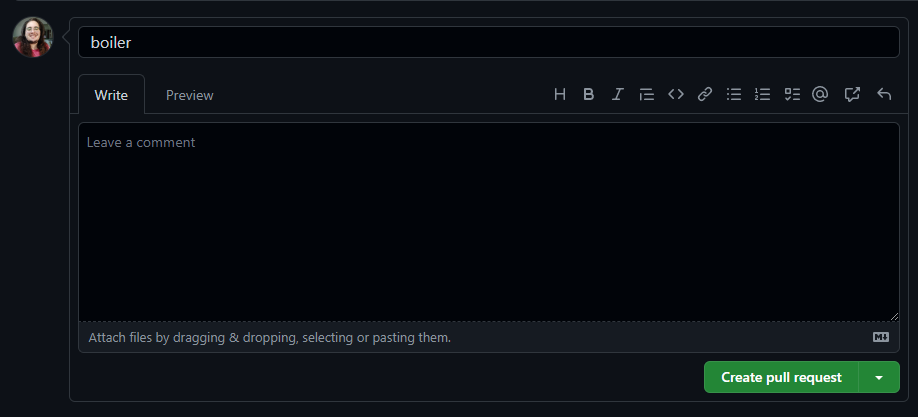 boiler
Write Preview
Leave a comment
Attach files by dragging & dropping, selecting or pasting them.
Create pull request